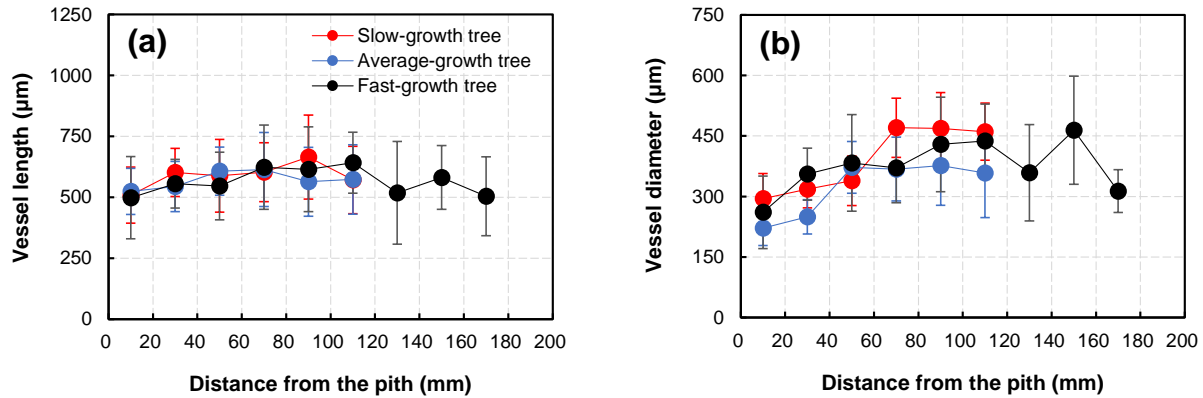 (a)
Slow-growth tree
Average-growth tree
Fast-growth tree
Vessel length (μm)
1250
1000
750
500
250
0
0 20 40 60 80 100 120 140 160 180 200
Distance from the pith (mm)
(b)
Vessel diameter (μm)
750
600
450
300
150
0
0 20 40 60 80 100 120 140 160 180 200
Distance from the pith (mm)